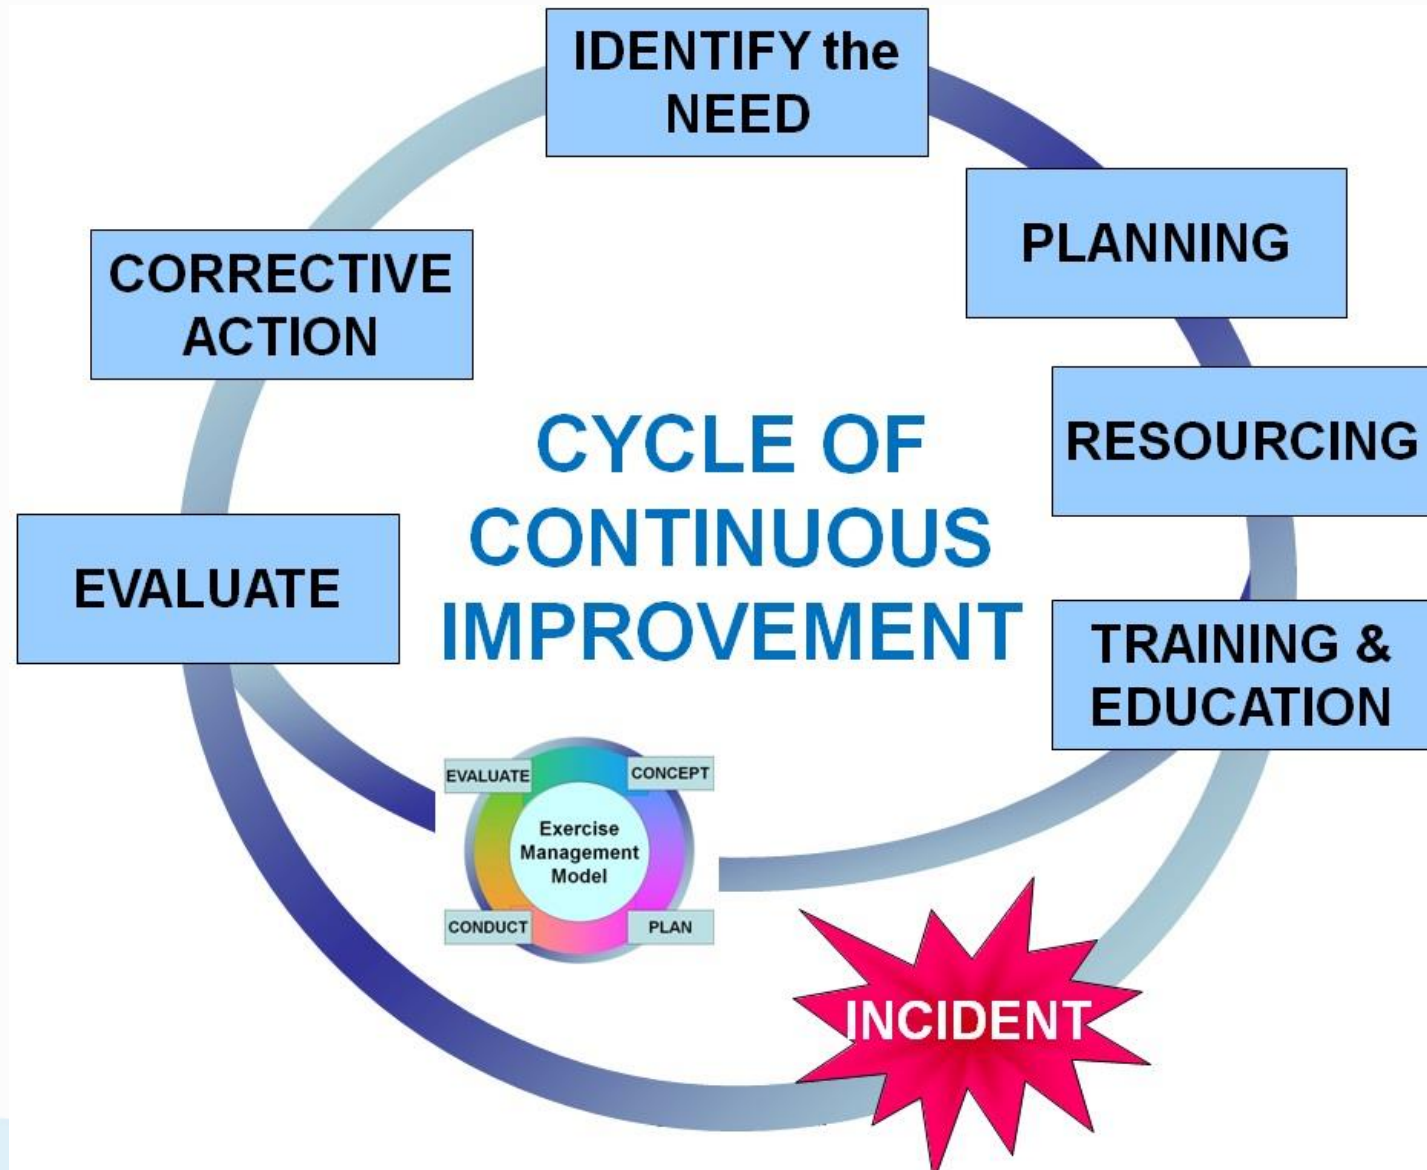 IDENTIFY the
NEED
PLANNING
CORRECTIVE
ACTION
RESOURCING
CYCLE OF
CONTINUOUS
IMPROVEMENT
EVALUATE
TRAINING &
EDUCATION
EVALUATE
CONCEPT
Exercise
Management
Model
CONDUCT
PLAN
INCIDENT